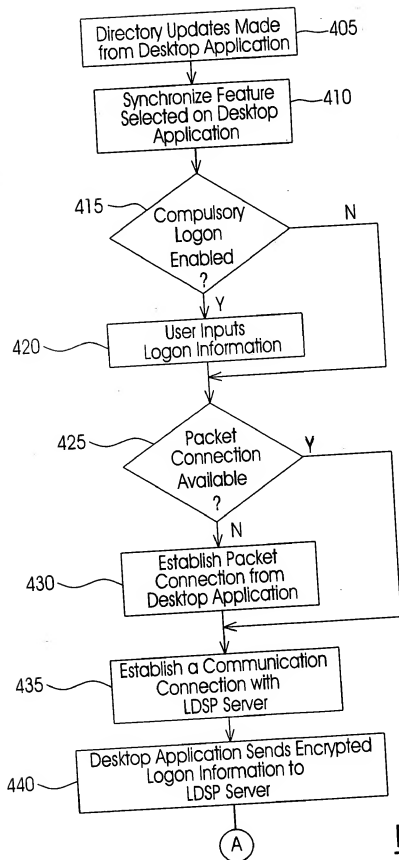 Directory Updates Made
from Desktop Application
405
Synchronize Feature
Selected on Desktop
Application
410
415
Compulsory
Logon
Enabled
?
N
Y
420
User Inputs
Logon Information
425
Packet
Connection
Available
?
Y
N
430
Establish Packet
Connection from
Desktop Application
435
Establish a Communication
Connection with
LDSP Server
440
Desktop Application Sends Encrypted
Logon Information to
LDSP Server
A